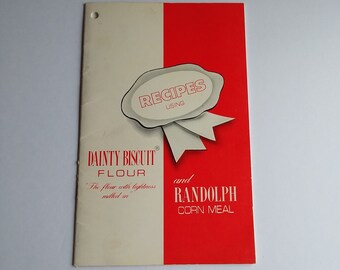 RECIPES
USING
DAINTY BISCUIT®
FLOUR
"The flour with lightness
milled in
and
RANDOLPH
CORN MEAL